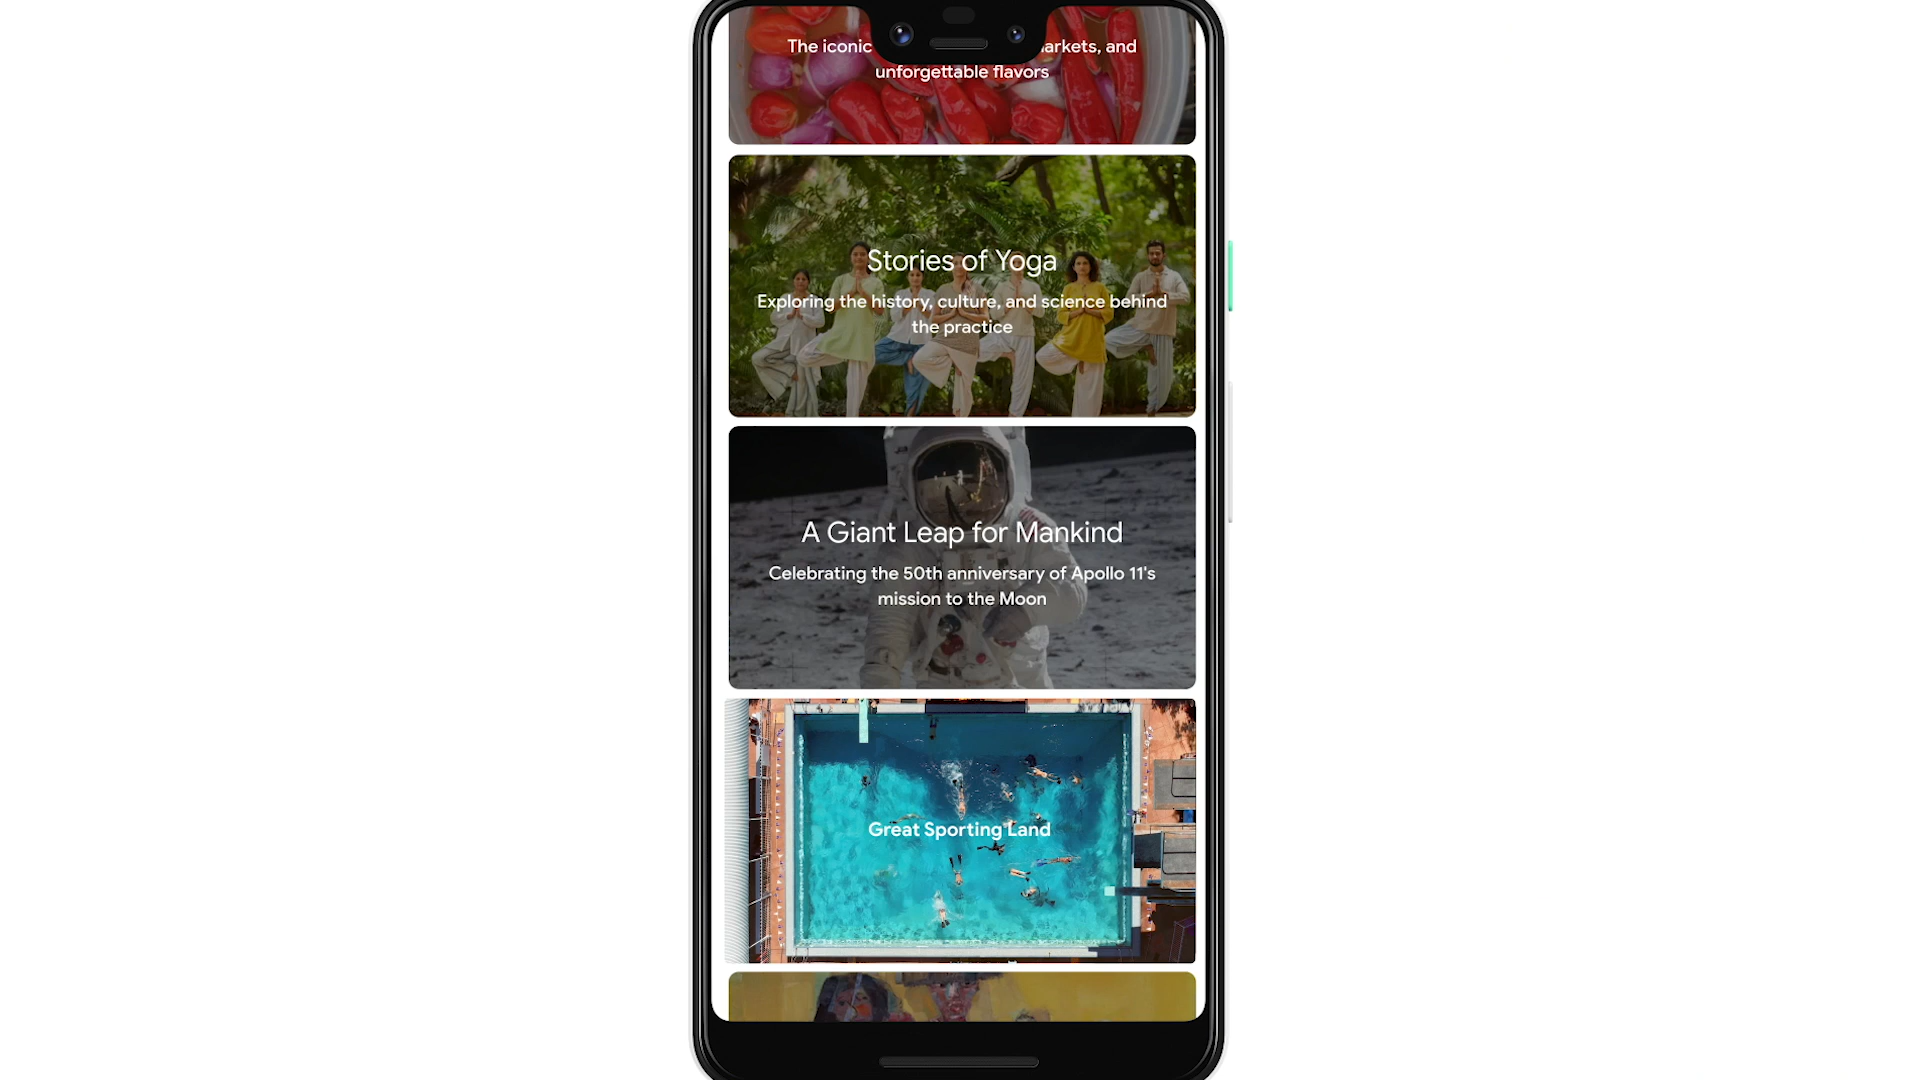 The iconic arkets, and
unforgettable flavors
Stories of Yoga
Exploring the history, culture, and science behind
the practice
A Giant Leap for Mankind
Celebrating the 50th anniversary of Apollo 11's
mission to the Moon
Great Sporting Land